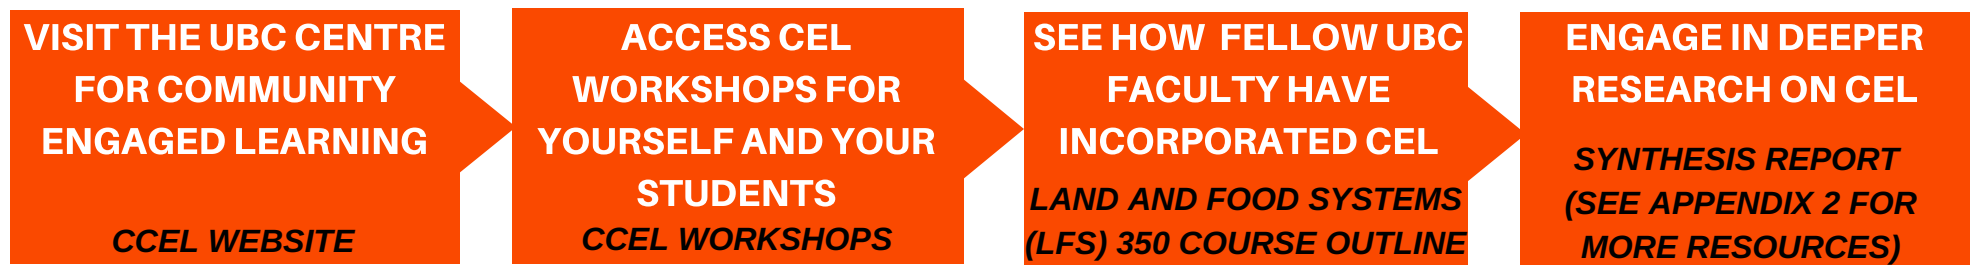 VISIT THE UBC CENTRE
FOR COMMUNITY
ENGAGED LEARNING
CCEL WEBSITE
ACCESS CEL
WORKSHOPS FOR
YOURSELF AND YOUR
STUDENTS
CCEL WORKSHOPS
SEE HOW FELLOW UBC
FACULTY HAVE
INCORPORATED CEL
LAND AND FOOD SYSTEMS
(LFS) 350 COURSE OUTLINE
ENGAGE IN DEEPER
RESEARCH ON CEL
SYNTHESIS REPORT
(SEE APPENDIX 2 FOR
MORE RESOURCES)